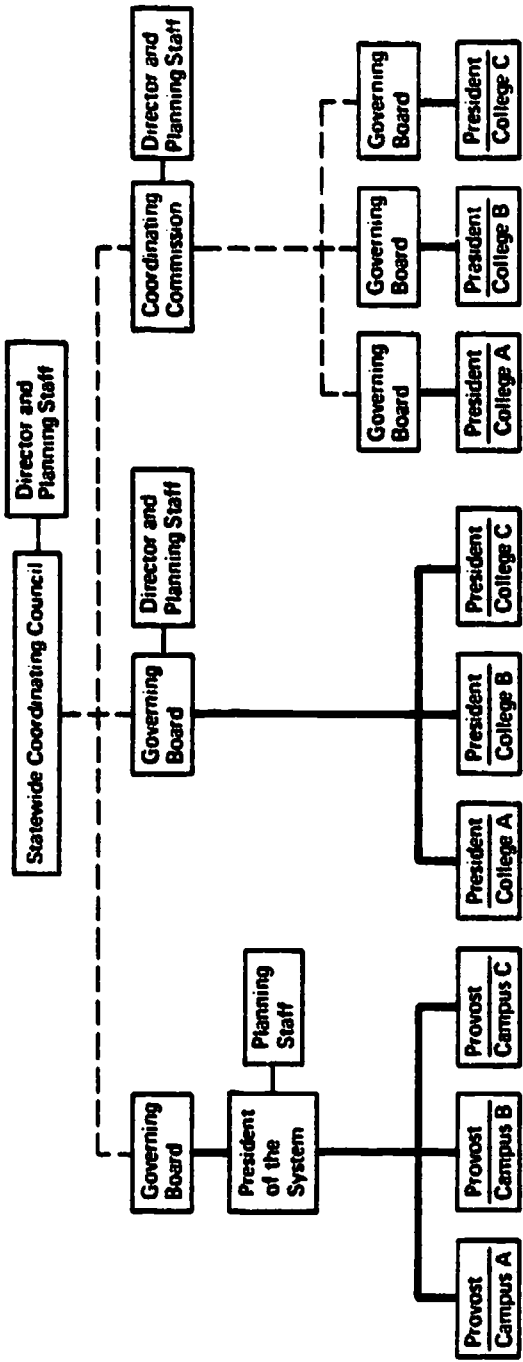 Statewide Coordinating Council
Director and
Planning Staff
Governing
Board
Governing
Board
Director and
Planning Staff
Coordinating
Commission
Director and
Planning Staff
President
of the
System
Planning
Staff
Governing
Board
Governing
Board
Governing
Board
Provost
Campus A
Provost
Campus B
Provost
Campus C
President
College A
President
College B
President
College C
President
College A
Prasident
College B
President
College C